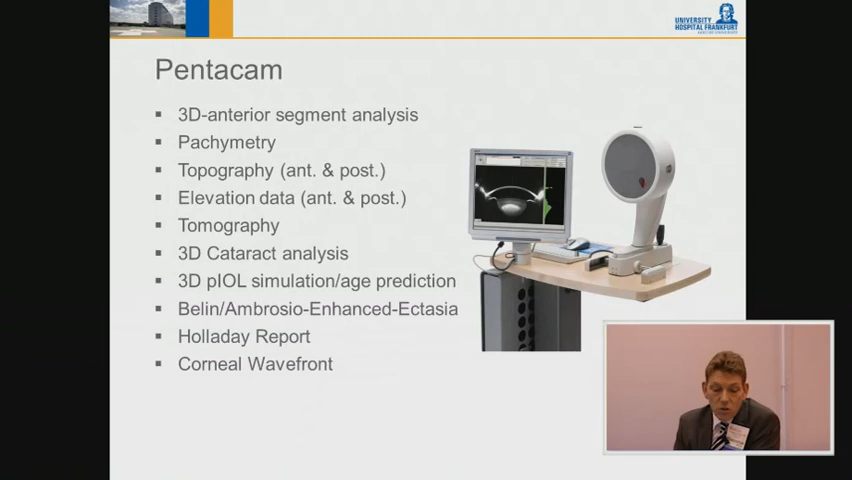 UNIVERSITY
HOSPITAL FRANKFURT
Pentacam
▪ 3D-anterior segment analysis
▪ Pachymetry
▪ Topography (ant. & post.)
▪ Elevation data (ant. & post.)
▪ Tomography
▪ 3D Cataract analysis
▪ 3D pIOL simulation/age prediction
▪ Belin/Ambrosio-Enhanced-Ectasia
▪ Holladay Report
▪ Corneal Wavefront